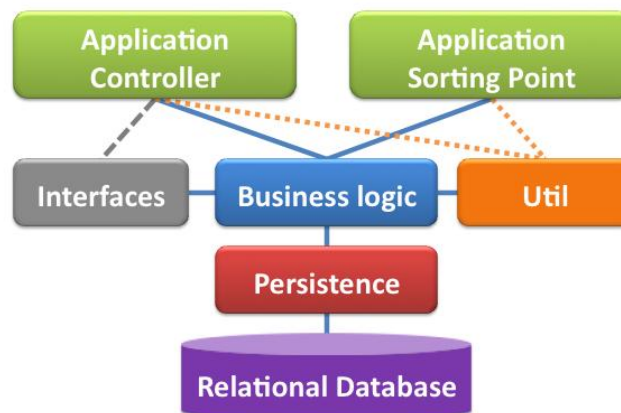 Application
Controller
Application
Sorting Point
Interfaces
Business logic
Util
Persistence
Relational Database